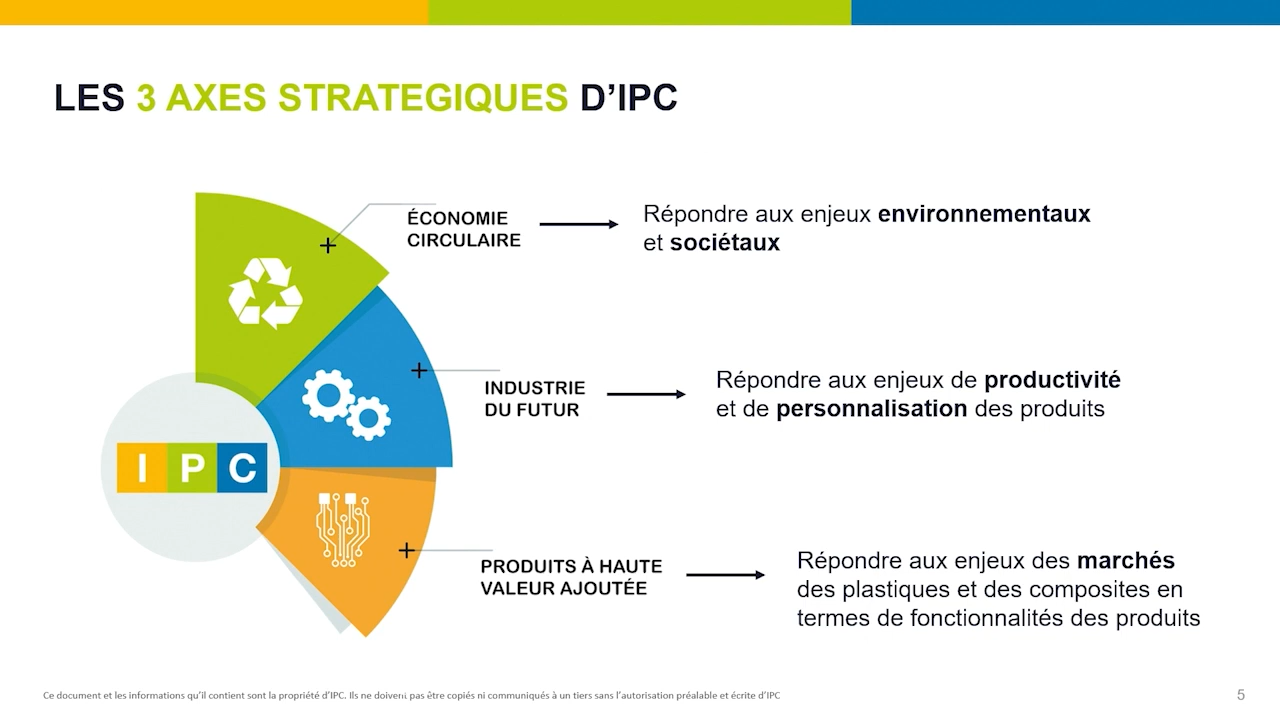 LES 3 AXES STRATEGIQUES D’IPC
ÉCONOMIE
CIRCULAIRE
Répondre aux enjeux environnementaux
et sociétaux
INDUSTRIE
DU FUTUR
Répondre aux enjeux de productivité
et de personnalisation des produits
I P C
PRODUITS À HAUTE
VALEUR AJOUTÉE
Répondre aux enjeux des marchés
des plastiques et des composites en
termes de fonctionnalités des produits
Ce document et les informations qu’il contient sont la propriété d’IPC. Ils ne doivent pas être copiés ni communiqués à un tiers sans l’autorisation préalable et écrite d’IPC
5